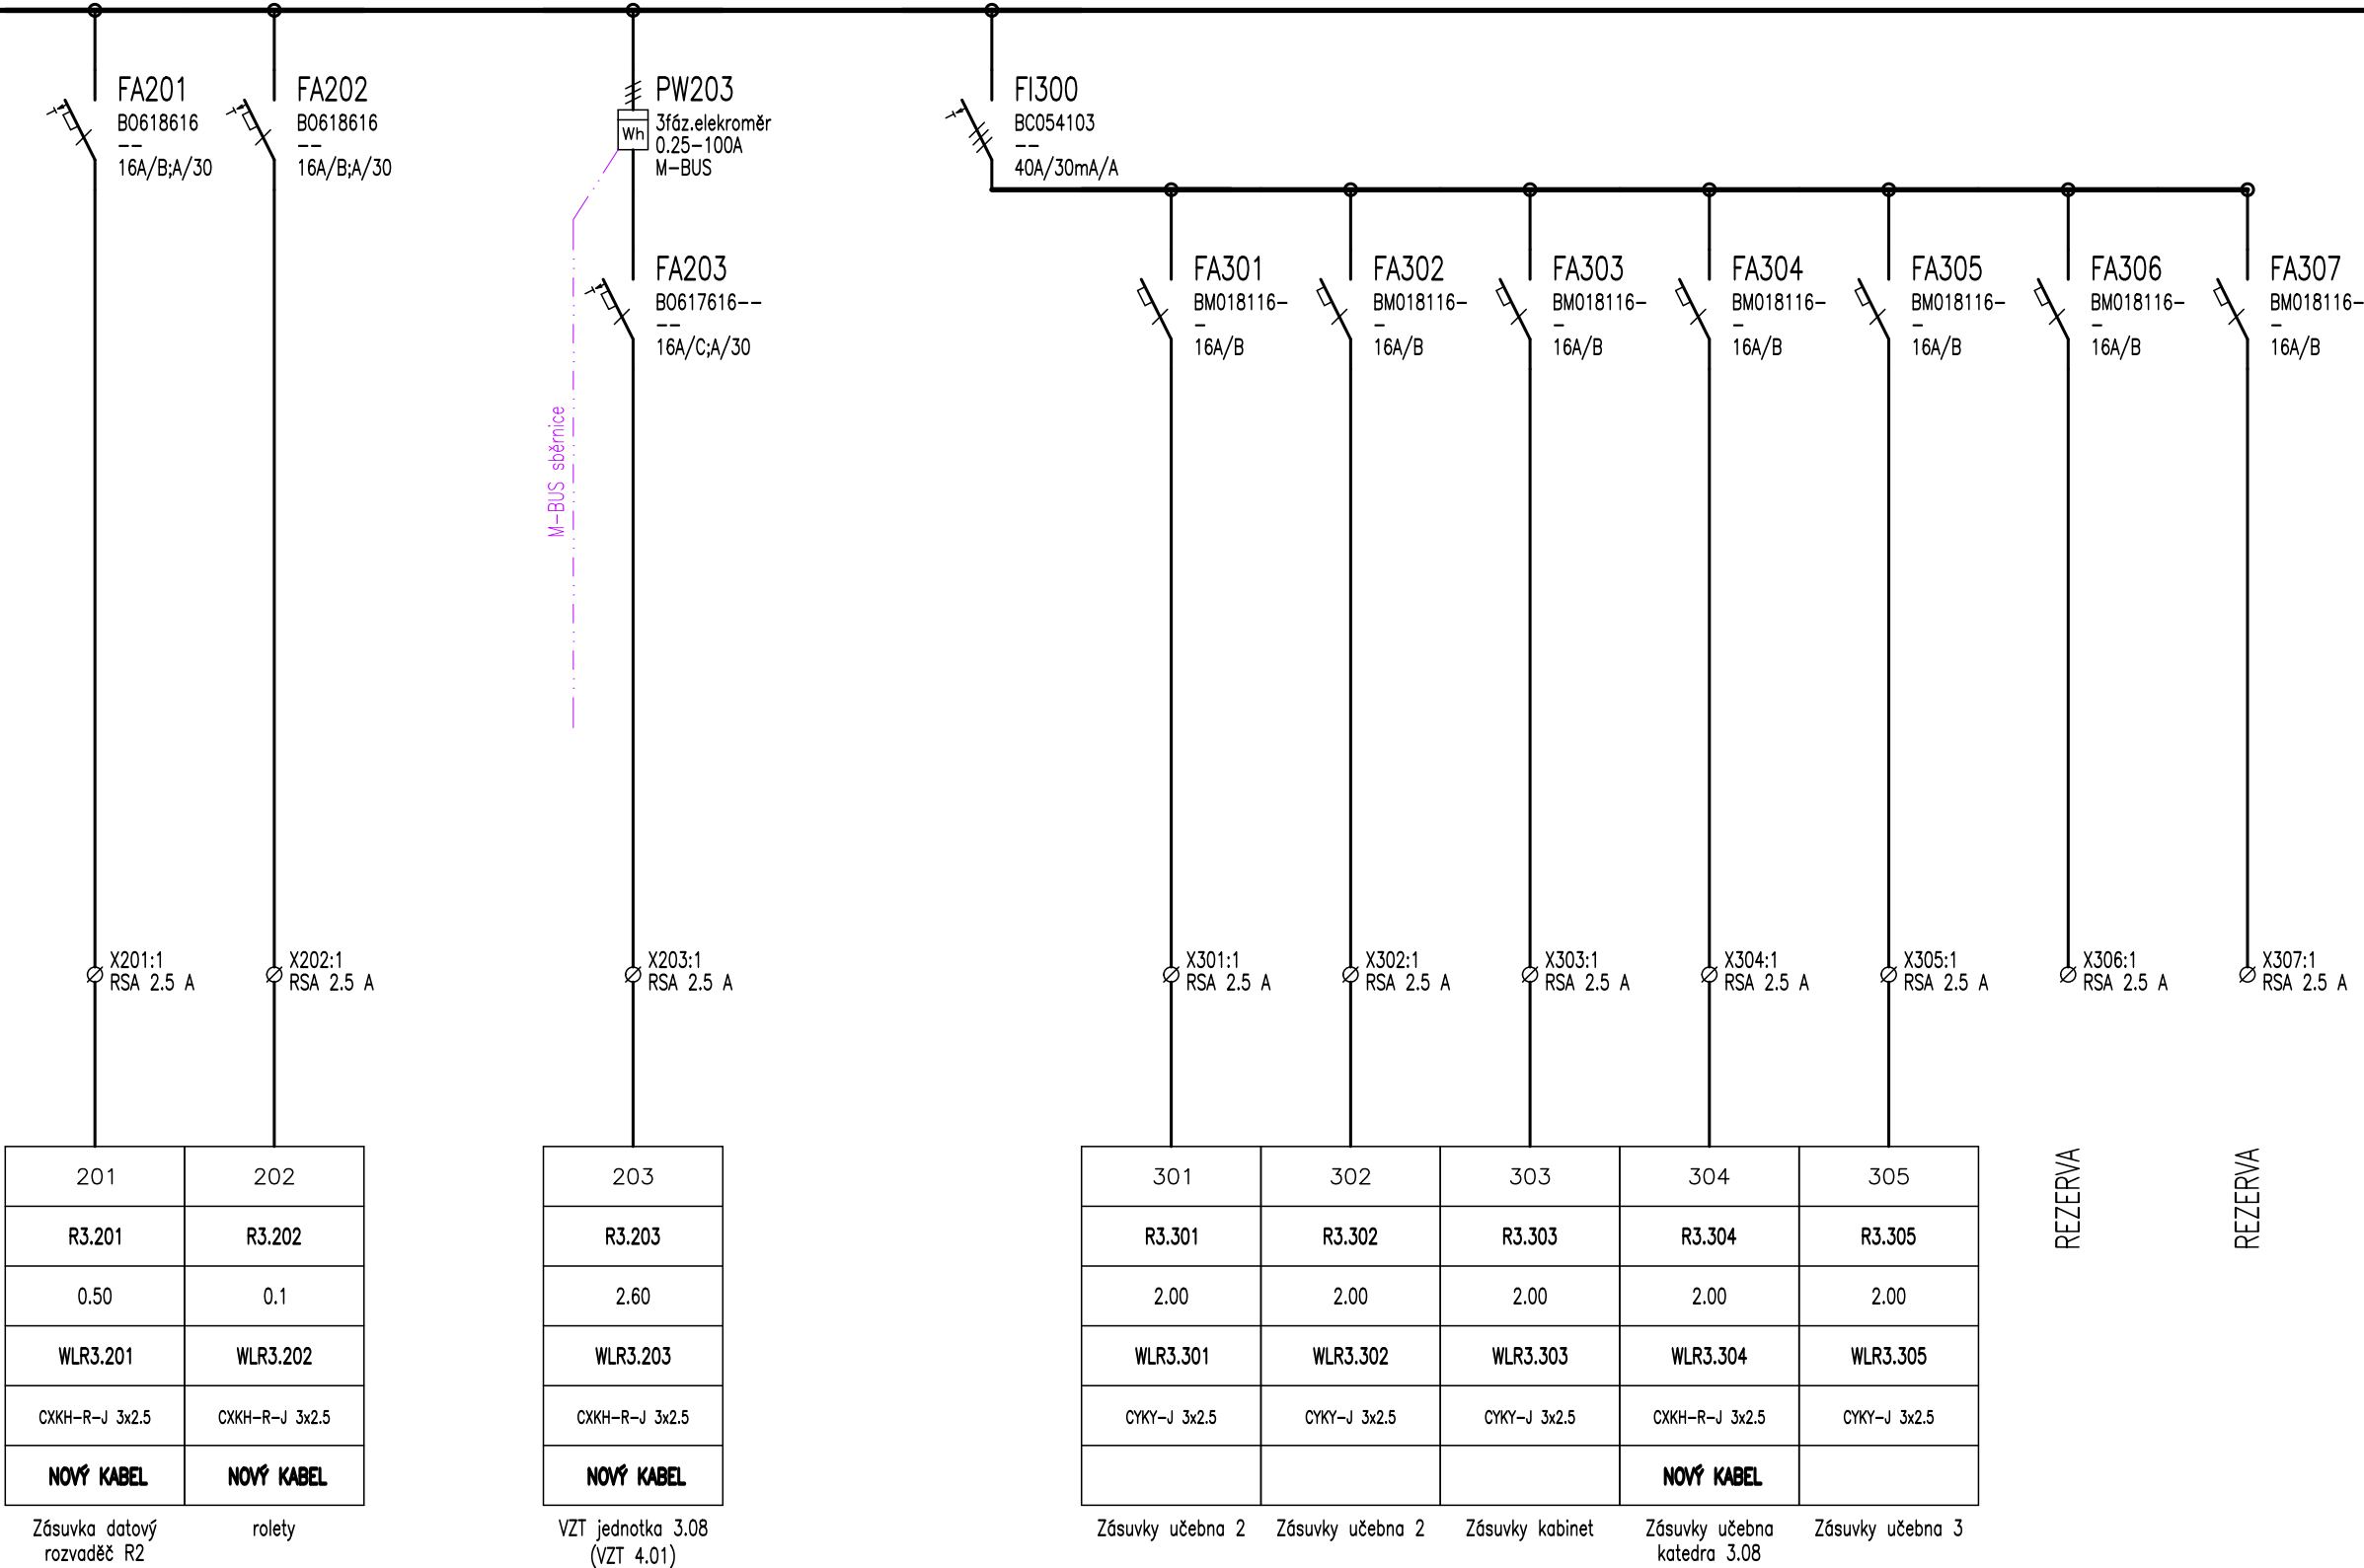 FA201
BO618616
--
16A/B;A/30
FA202
BO618616
--
16A/B;A/30
PW203
3fáz.elekroměr
0.25-100A
M-BUS
Wh
FI300
BC054103
--
40A/30mA/A
FA203
BO617616--
--
16A/C;A/30
FA301
BM018116-
-
16A/B
FA302
BM018116-
-
16A/B
FA303
BM018116-
-
16A/B
FA304
BM018116-
-
16A/B
FA305
BM018116-
-
16A/B
FA306
BM018116-
-
16A/B
FA307
BM018116-
-
16A/B
M-BUS sběrnice
X201:1
RSA 2.5 A
X202:1
RSA 2.5 A
X203:1
RSA 2.5 A
X301:1
RSA 2.5 A
X302:1
RSA 2.5 A
X303:1
RSA 2.5 A
X304:1
RSA 2.5 A
X305:1
RSA 2.5 A
X306:1
RSA 2.5 A
X307:1
RSA 2.5 A
201 202 203 301 302 303 304 305
R3.201 R3.202 R3.203 R3.301 R3.302 R3.303 R3.304 R3.305
0.50 0.1 2.60 2.00 2.00 2.00 2.00 2.00
WLR3.201 WLR3.202 WLR3.203 WLR3.301 WLR3.302 WLR3.303 WLR3.304 WLR3.305
CXKH-R-J 3x2.5 CXKH-R-J 3x2.5 CXKH-R-J 3x2.5 CYKY-J 3x2.5 CYKY-J 3x2.5 CYKY-J 3x2.5 CXKH-R-J 3x2.5 CYKY-J 3x2.5
NOVÝ KABEL NOVÝ KABEL NOVÝ KABEL NOVÝ KABEL
REZERVA
REZERVA
Zásuvka datový
rozvaděč R2
rolety
VZT jednotka 3.08
(VZT 4.01)
Zásuvky učebna 2
Zásuvky učebna 2
Zásuvky kabinet
Zásuvky učebna
katedra 3.08
Zásuvky učebna 3